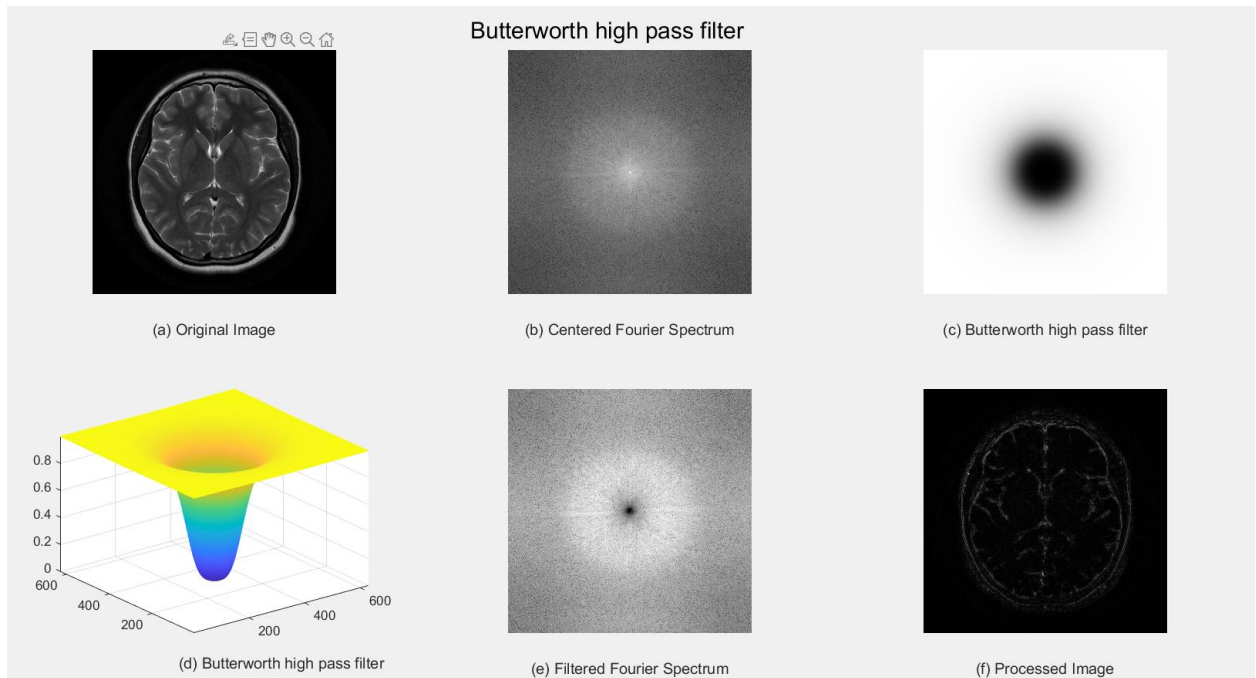 Butterworth high pass filter
(a) Original Image
(b) Centered Fourier Spectrum
(c) Butterworth high pass filter
0.8
0.6
0.4
0.2
0
600
400
200
200
400
600
(d) Butterworth high pass filter
(e) Filtered Fourier Spectrum
(f) Processed Image